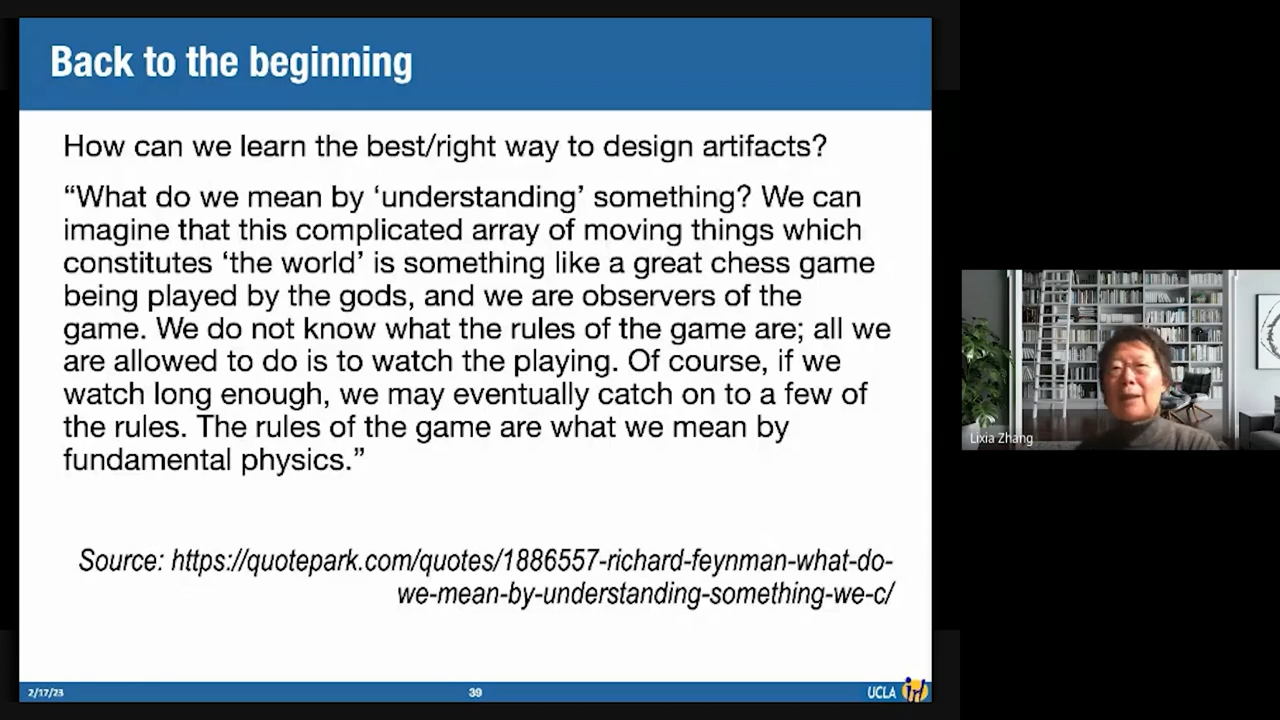 Back to the beginning
How can we learn the best/right way to design artifacts?
“What do we mean by ‘understanding’ something? We can
imagine that this complicated array of moving things which
constitutes ‘the world’ is something like a great chess game
being played by the gods, and we are observers of the
game. We do not know what the rules of the game are; all we
are allowed to do is to watch the playing. Of course, if we
watch long enough, we may eventually catch on to a few of
the rules. The rules of the game are what we mean by
fundamental physics.”
Source: https://quotepark.com/quotes/1886557-richard-feynman-what-do-
we-mean-by-understanding-something-we-c/
2/17/23
39
UCLA irl
Lixia Zhang